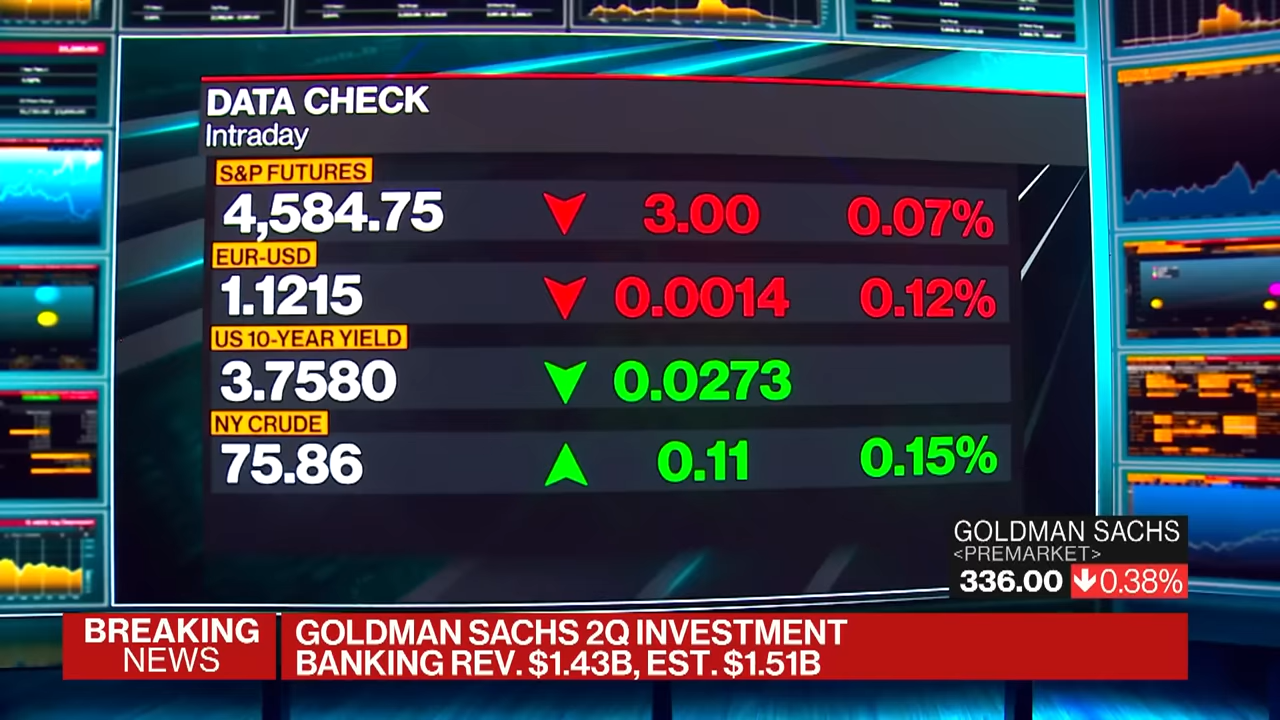 DATA CHECK
Intraday
S&P FUTURES
4,584.75 3.00 0.07%
EUR-USD
1.1215 0.0014 0.12%
US 10-YEAR YIELD
3.7580 0.0273
NY CRUDE
75.86 0.11 0.15%
GOLDMAN SACHS
<PREMARKET>
336.00 0.38%
BREAKING
NEWS
GOLDMAN SACHS 2Q INVESTMENT
BANKING REV. $1.43B, EST. $1.51B